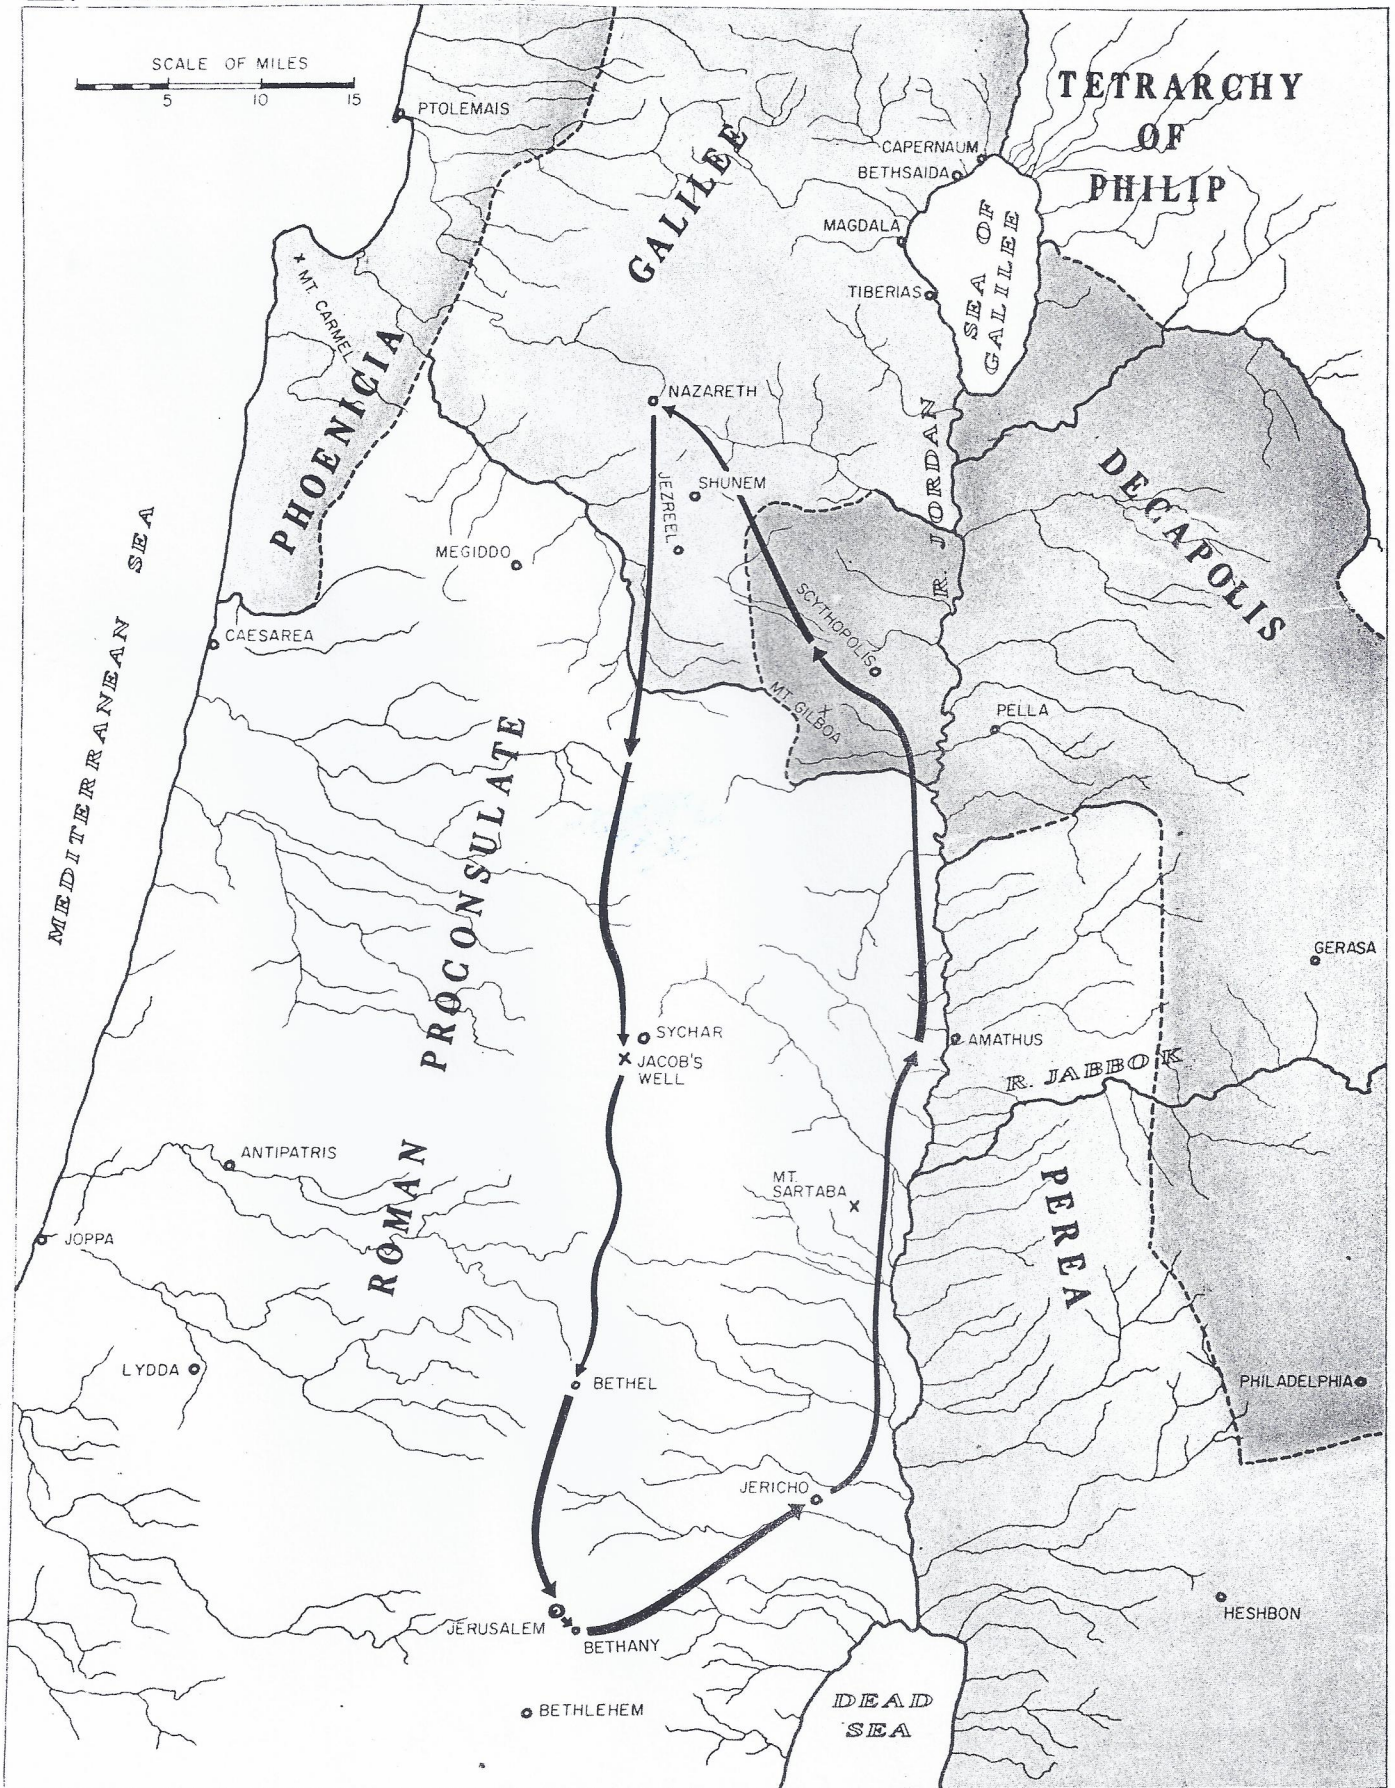 SCALE OF MILES
5 10 15
PTOLEMAIS
GALILEE
CAPERNAUM
BETHSAIDA
TETRARCHY
OF
PHILIP
MAGDALA
SEA OF
GALILEE
TIBERIAS
MT. CARMEL
PHOENICIA
NAZARETH
R. JORDAN
SHUNEM
JEZREEL
DECAPOLIS
MEGIDDO
MEDITERRANEAN SEA
CAESAREA
SCYTHOPOLIS
MT. GILBOA
PELLA
ROMAN PROCONSULATE
GERASA
SYCHAR
JACOB'S
WELL
AMATHUS
R. JABBOK
ANTIPATRIS
MT.
SARTABA
PEREA
JOPPA
LYDDA
BETHEL
PHILADELPHIA
JERICHO
JERUSALEM
BETHANY
HESHBON
BETHLEHEM
DEAD
SEA